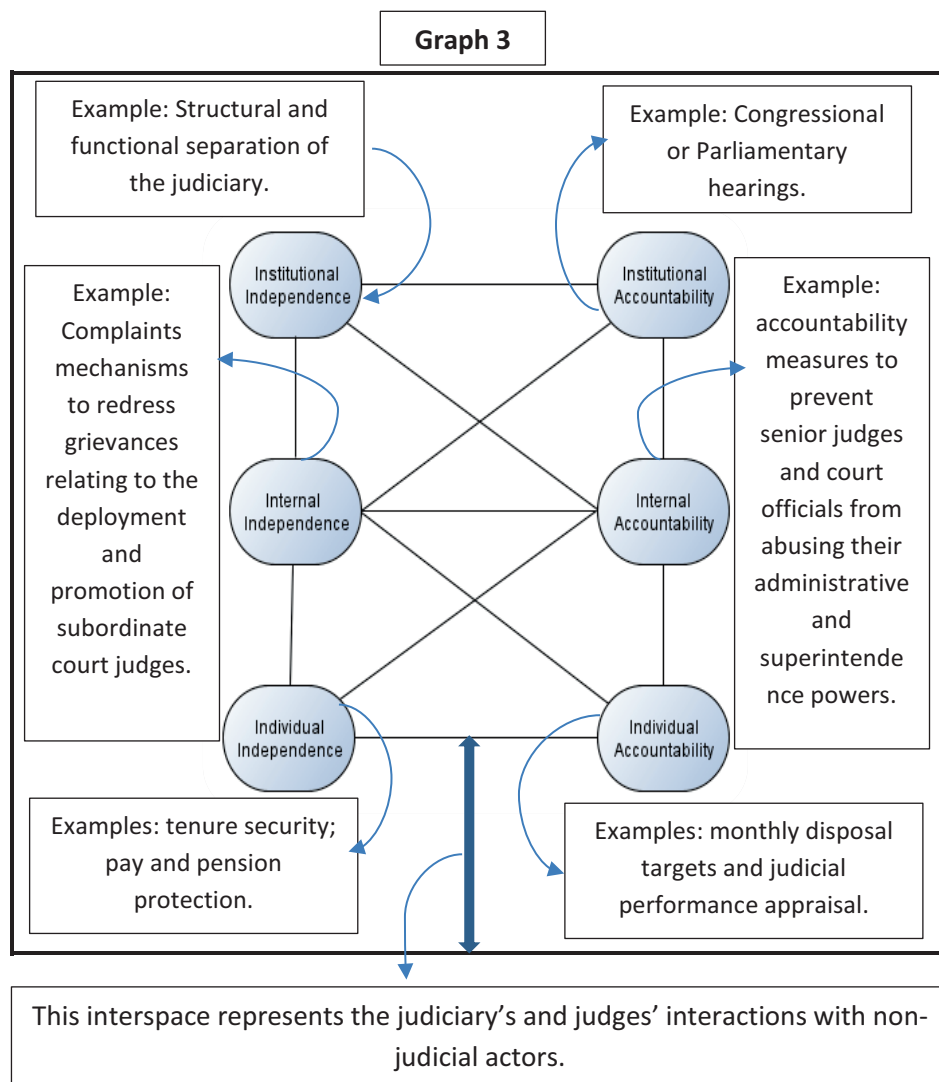 Graph 3
Example: Structural and
functional separation of
the judiciary.
Example: Congressional
or Parliamentary
hearings.
Institutional
Independence
Institutional
Accountability
Example:
Complaints
mechanisms
to redress
grievances
relating to the
deployment
and
promotion of
subordinate
court judges.
Example:
accountability
measures to
prevent
senior judges
and court
officials from
abusing their
administrative
and
superintende
nce powers.
Internal
Independence
Internal
Accountability
Individual
Independence
Individual
Accountability
Examples: tenure security;
pay and pension
protection.
Examples: monthly disposal
targets and judicial
performance appraisal.
This interspace represents the judiciary’s and judges’ interactions with non-
judicial actors.